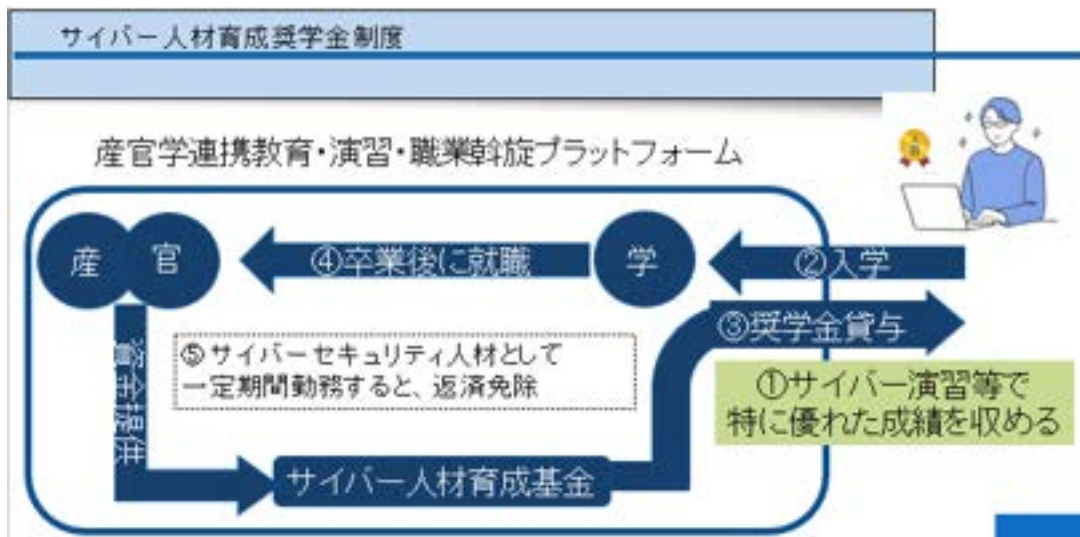 サイバー人材育成奨学金制度
産官学連携教育・演習・職業斡旋プラットフォーム
産
官
④卒業後に就職
学
②入学
③奨学金貸与
資金提供
⑤サイバーセキュリティ人材として
一定期間勤務すると、返済免除
①サイバー演習等で
特に優れた成績を収める
サイバー人材育成基金